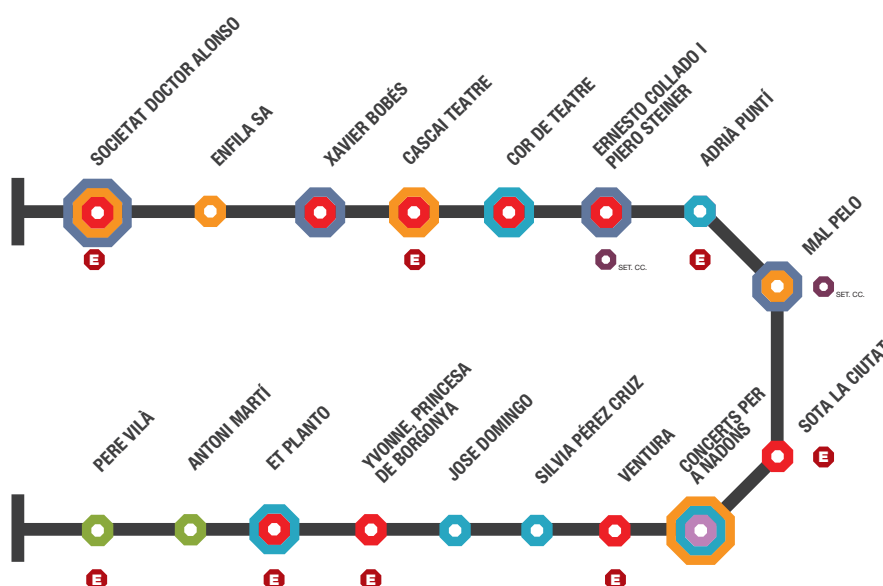 SOCIETAT DOCTOR ALONSO
ENFILA SA
XAVIER BOBÉS
CASCAI TEATRE
COR DE TEATRE
ERNESTO COLLADO I
PIERO STEINER
ADRIÀ PUNTÍ
MAL PELO
E
E
SET. CC.
E
SET. CC.
SOTA LA CIUTAT
E
PERE VILÀ
ANTONI MARTÍ
ET PLANTO
YVONNE, PRINCESA
DE BORGONYA
JOSE DOMINGO
SILVIA PÉREZ CRUZ
VENTURA
CONCERTS PER
A NADONS
E
E
E
E